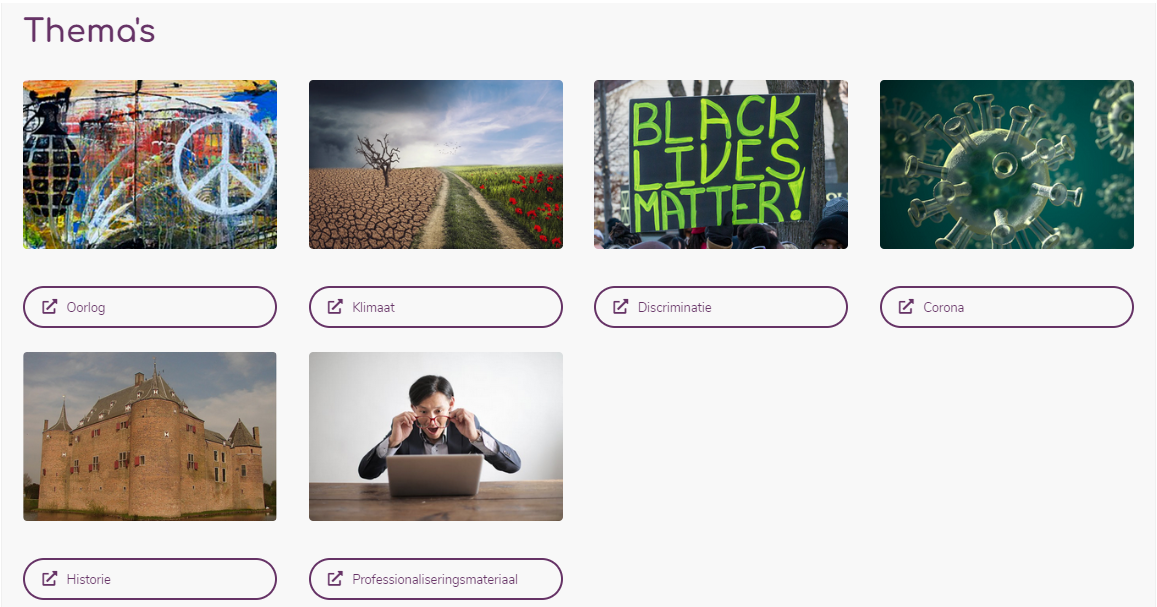 Thema's
BLACK
LIVES
MATTER!
Oorlog
Klimaat
Discriminatie
Corona
Historie
Professionaliseringsmateriaal